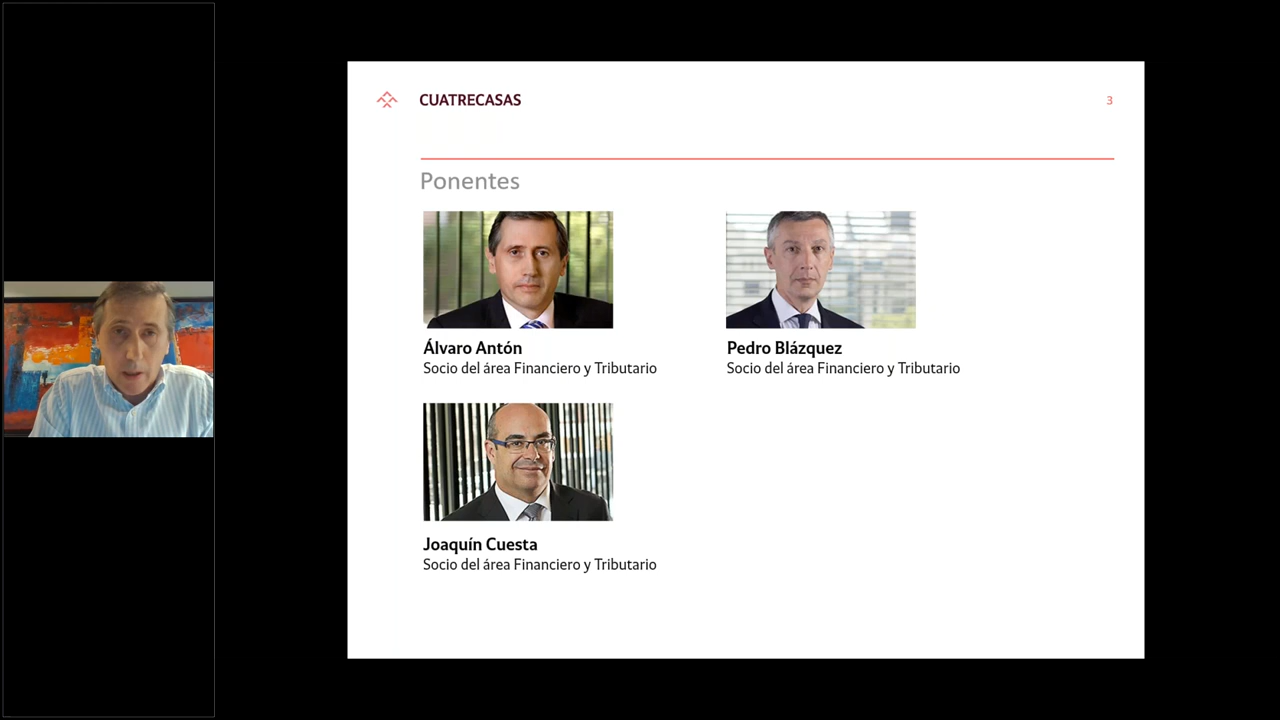 CUATRECASAS
3
Ponentes
Álvaro Antón
Socio del área Financiero y Tributario
Pedro Blázquez
Socio del área Financiero y Tributario
Joaquín Cuesta
Socio del área Financiero y Tributario